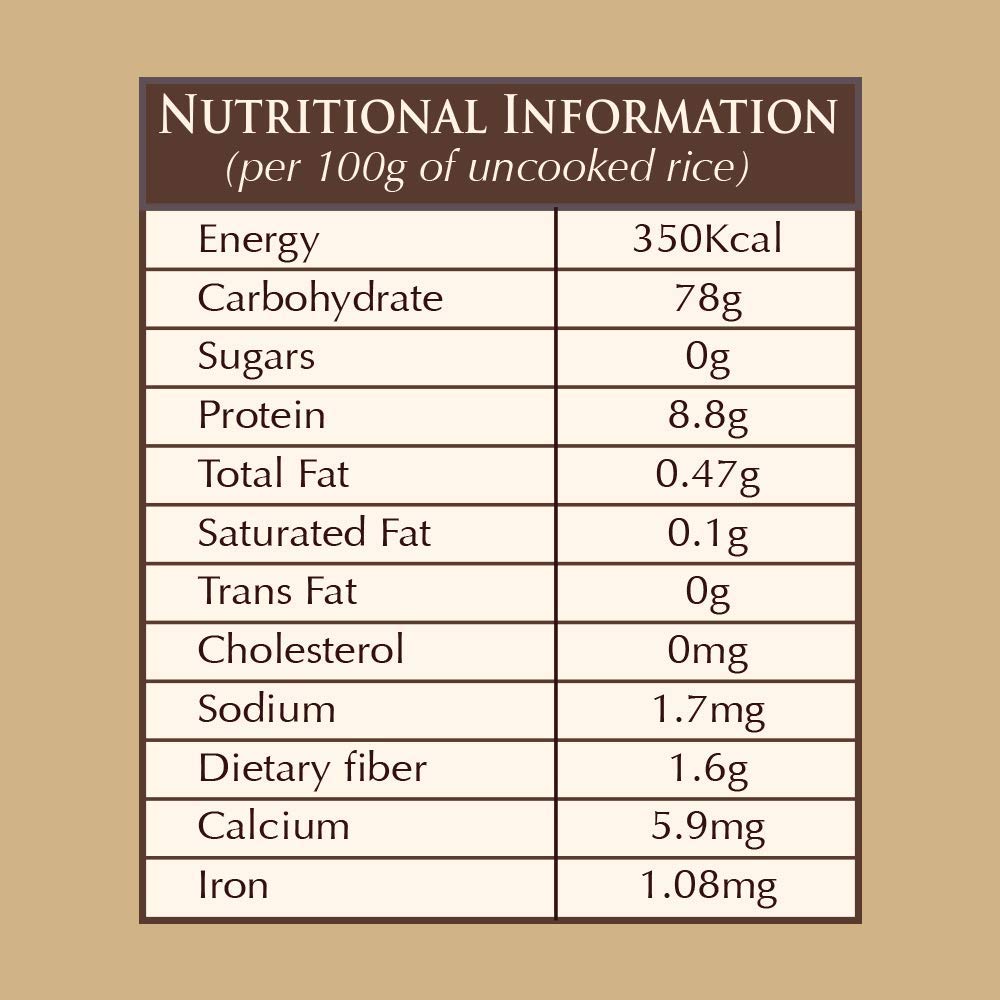 NUTRITIONAL INFORMATION
(per 100g of uncooked rice)
Energy 350Kcal
Carbohydrate 78g
Sugars 0g
Protein 8.8g
Total Fat 0.47g
Saturated Fat 0.1g
Trans Fat 0g
Cholesterol 0mg
Sodium 1.7mg
Dietary fiber 1.6g
Calcium 5.9mg
Iron 1.08mg